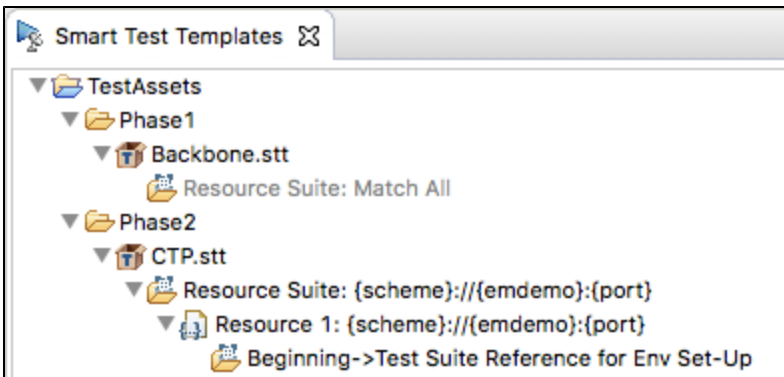 Smart Test Templates
TestAssets
Phase1
Backbone.stt
Resource Suite: Match All
Phase2
CTP.stt
Resource Suite: {scheme}://{emdemo}:{port}
Resource 1: {scheme}://{emdemo}:{port}
Beginning->Test Suite Reference for Env Set-Up